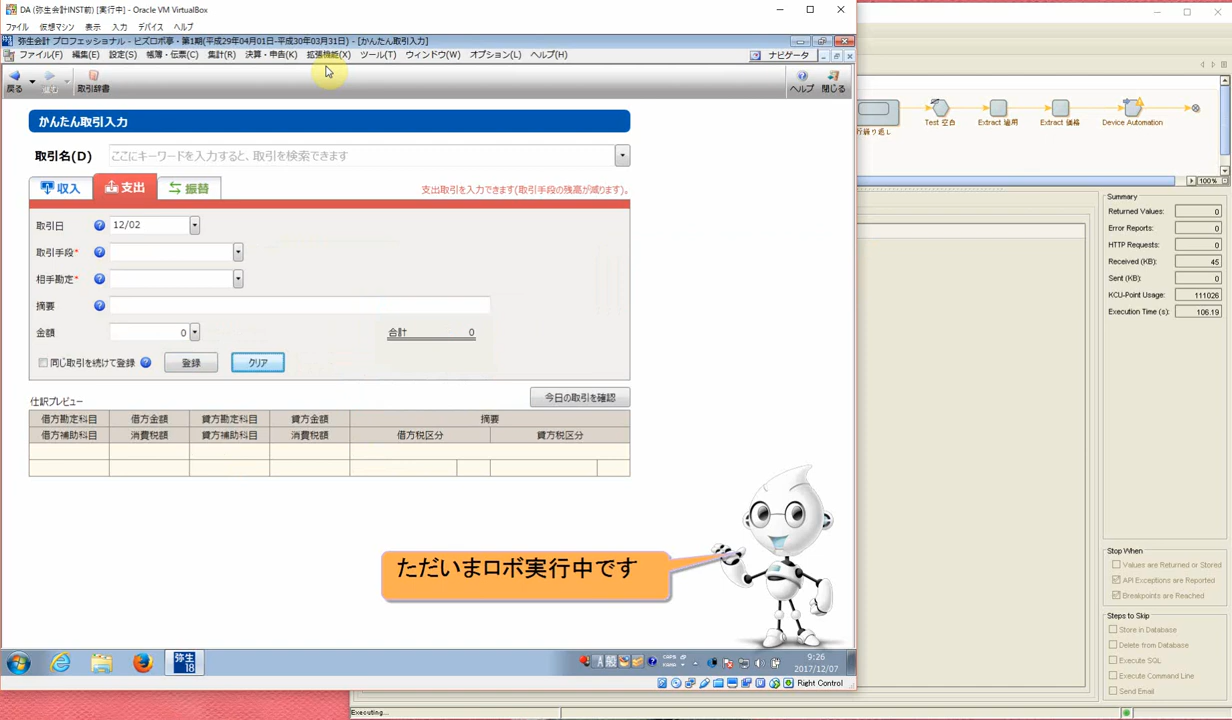 DA (弥生会計INST前) [実行中] - Oracle VM VirtualBox
ファイル 仮想マシン 表示 入力 デバイス ヘルプ
弥生会計 プロフェッショナル - ビズロボ亭 - 第1期(平成29年04月01日-平成30年03月31日) - [かんたん取引入力]
ファイル(F) 編集(E) 設定(S) 帳簿・伝票(C) 集計(R) 決算・申告(K) 拡張機能(X) ツール(T) ウィンドウ(W) オプション(L) ヘルプ(H) ナビゲータ
戻る 進む 取引辞書 ヘルプ 閉じる
かんたん取引入力
取引名(D) ここにキーワードを入力すると、取引を検索できます
収入 支出 振替 支出取引を入力できます(取引手段の残高が減ります)。
取引日 12/02
取引手段*
相手勘定*
摘要
金額 0 合計 0
同じ取引を続けて登録 登録 クリア
今日の取引を確認
仕訳プレビュー
借方勘定科目 借方金額 貸方勘定科目 貸方金額 摘要
借方補助科目 消費税額 貸方補助科目 消費税額 借方税区分 貸方税区分
ただいまロボ実行中です
弥生 18
A 般
CAPS
KANA
9:26
2017/12/07
Right Control
行繰り返し Test 空白 Extract 適用 Extract 価格 Device Automation
100%
Summary
Returned Values: 0
Error Reports: 0
HTTP Requests: 0
Received (KB): 45
Sent (KB): 0
KCU-Point Usage: 111026
Execution Time (s): 106.19
Stop When
Values are Returned or Stored
API Exceptions are Reported
Breakpoints are Reached
Steps to Skip
Store in Database
Delete from Database
Execute SQL
Execute Command Line
Send Email
Executing...